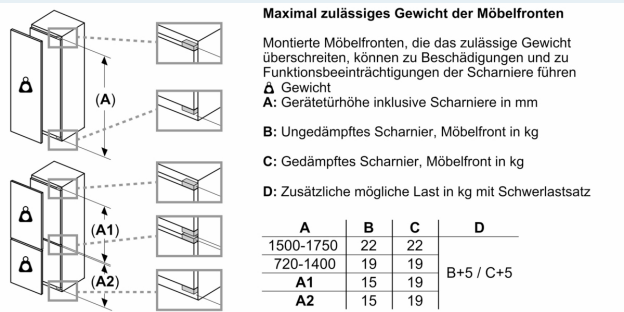 Maximal zulässiges Gewicht der Möbelfronten
Montierte Möbelfronten, die das zulässige Gewicht
überschreiten, können zu Beschädigungen und zu
Funktionsbeeinträchtigungen der Scharniere führen
Gewicht
A: Gerätetürhöhe inklusive Scharniere in mm
B: Ungedämpftes Scharnier, Möbelfront in kg
C: Gedämpftes Scharnier, Möbelfront in kg
D: Zusätzliche mögliche Last in kg mit Schwerlastsatz
(A)
(A1)
(A2)
A B C D
1500-1750 22 22
720-1400 19 19
B+5 / C+5
A1 15 19
A2 15 19